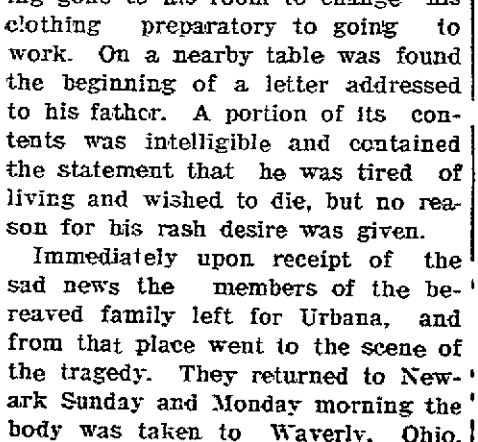 ing gone to his room to change his
clothing preparatory to going to
work. On a nearby table was found
the beginning of a letter addressed
to his father. A portion of its con-
tents was intelligible and contained
the statement that he was tired of
living and wished to die, but no rea-
son for his rash desire was given.
Immediately upon receipt of the
sad news the members of the be-
reaved family left for Urbana, and
from that place went to the scene of
the tragedy. They returned to New-
ark Sunday and Monday morning the
body was taken to Waverly, Ohio,